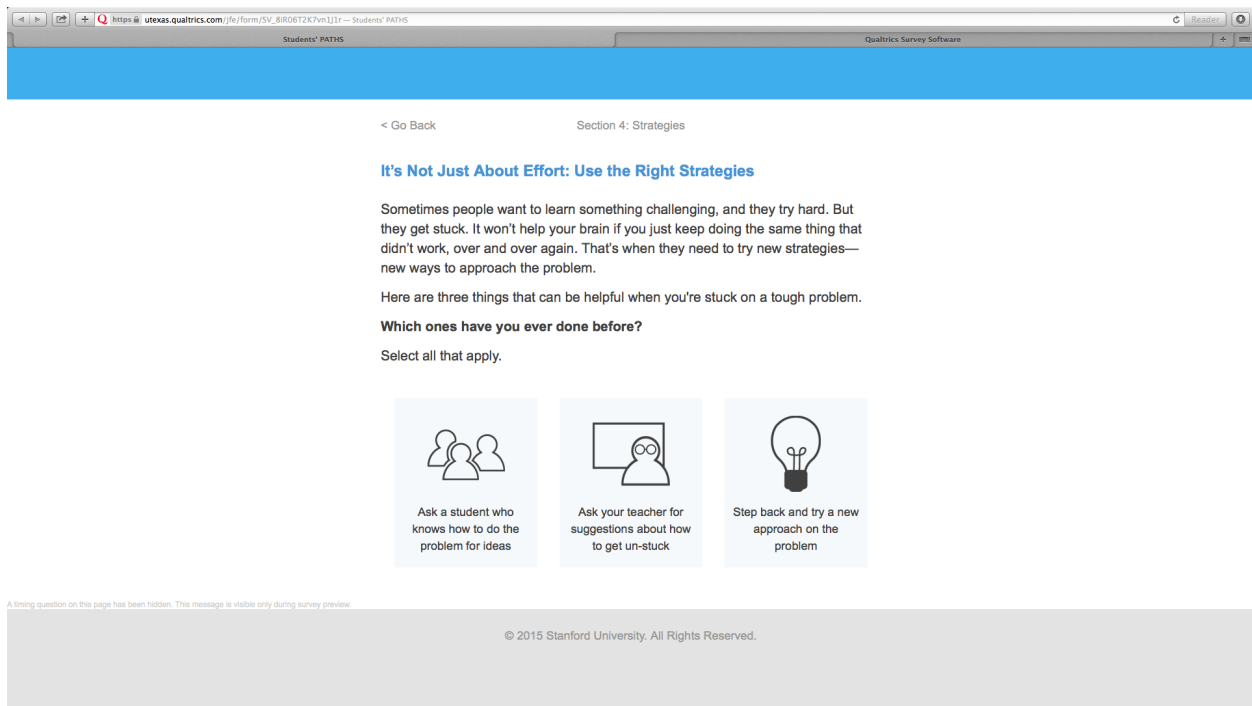 https utexas.qualtrics.com/jfe/form/SV_8iR06T2K7vn1J1r — Students' PATHS
Reader
Students' PATHS
Qualtrics Survey Software
< Go Back
Section 4: Strategies
It's Not Just About Effort: Use the Right Strategies
Sometimes people want to learn something challenging, and they try hard. But
they get stuck. It won't help your brain if you just keep doing the same thing that
didn't work, over and over again. That's when they need to try new strategies—
new ways to approach the problem.
Here are three things that can be helpful when you're stuck on a tough problem.
Which ones have you ever done before?
Select all that apply.
Ask a student who
knows how to do the
problem for ideas
Ask your teacher for
suggestions about how
to get un-stuck
Step back and try a new
approach on the
problem
A timing question on this page has been hidden. This message is visible only during survey preview.
© 2015 Stanford University. All Rights Reserved.